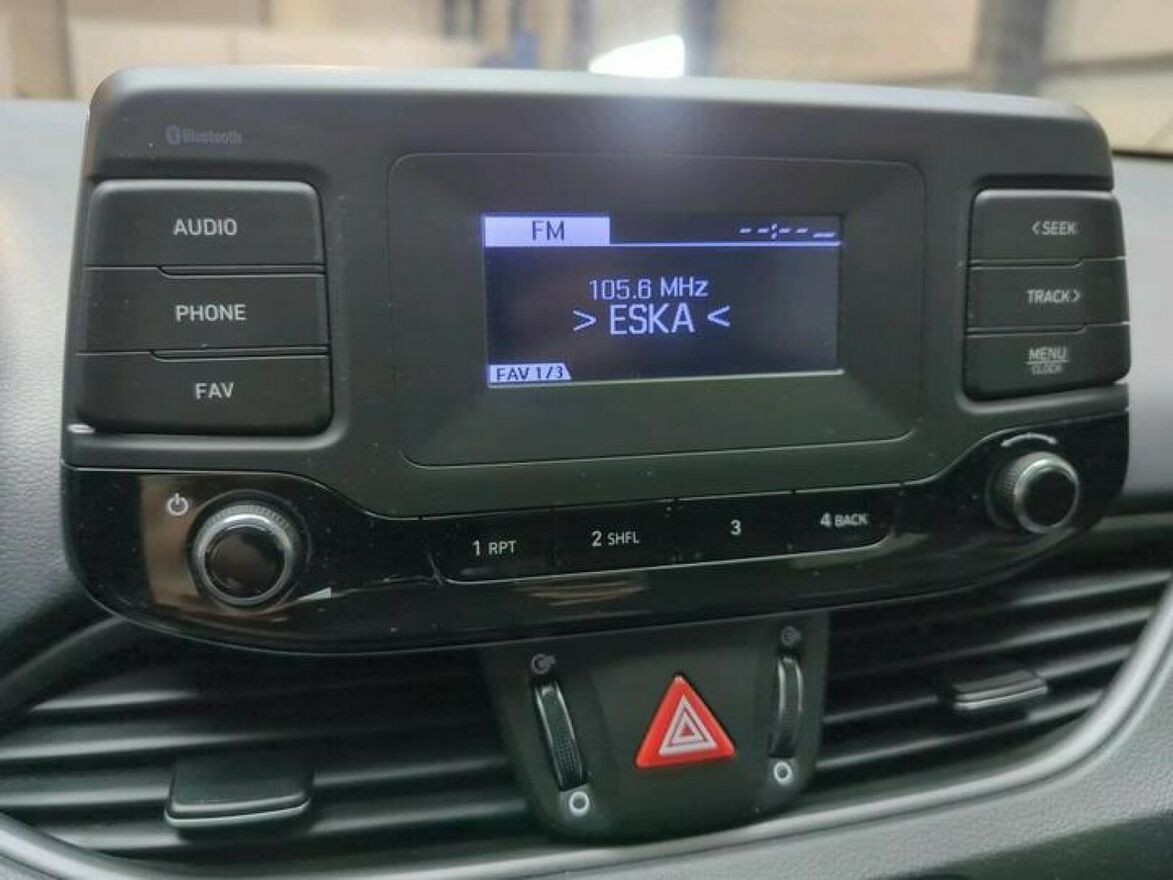 Bluetooth
AUDIO
PHONE
FAV
FM
--:--
105.6 MHz
> ESKA <
FAV 1/3
<SEEK
TRACK>
MENU
CLOCK
1 RPT
2 SHFL
3
4 BACK